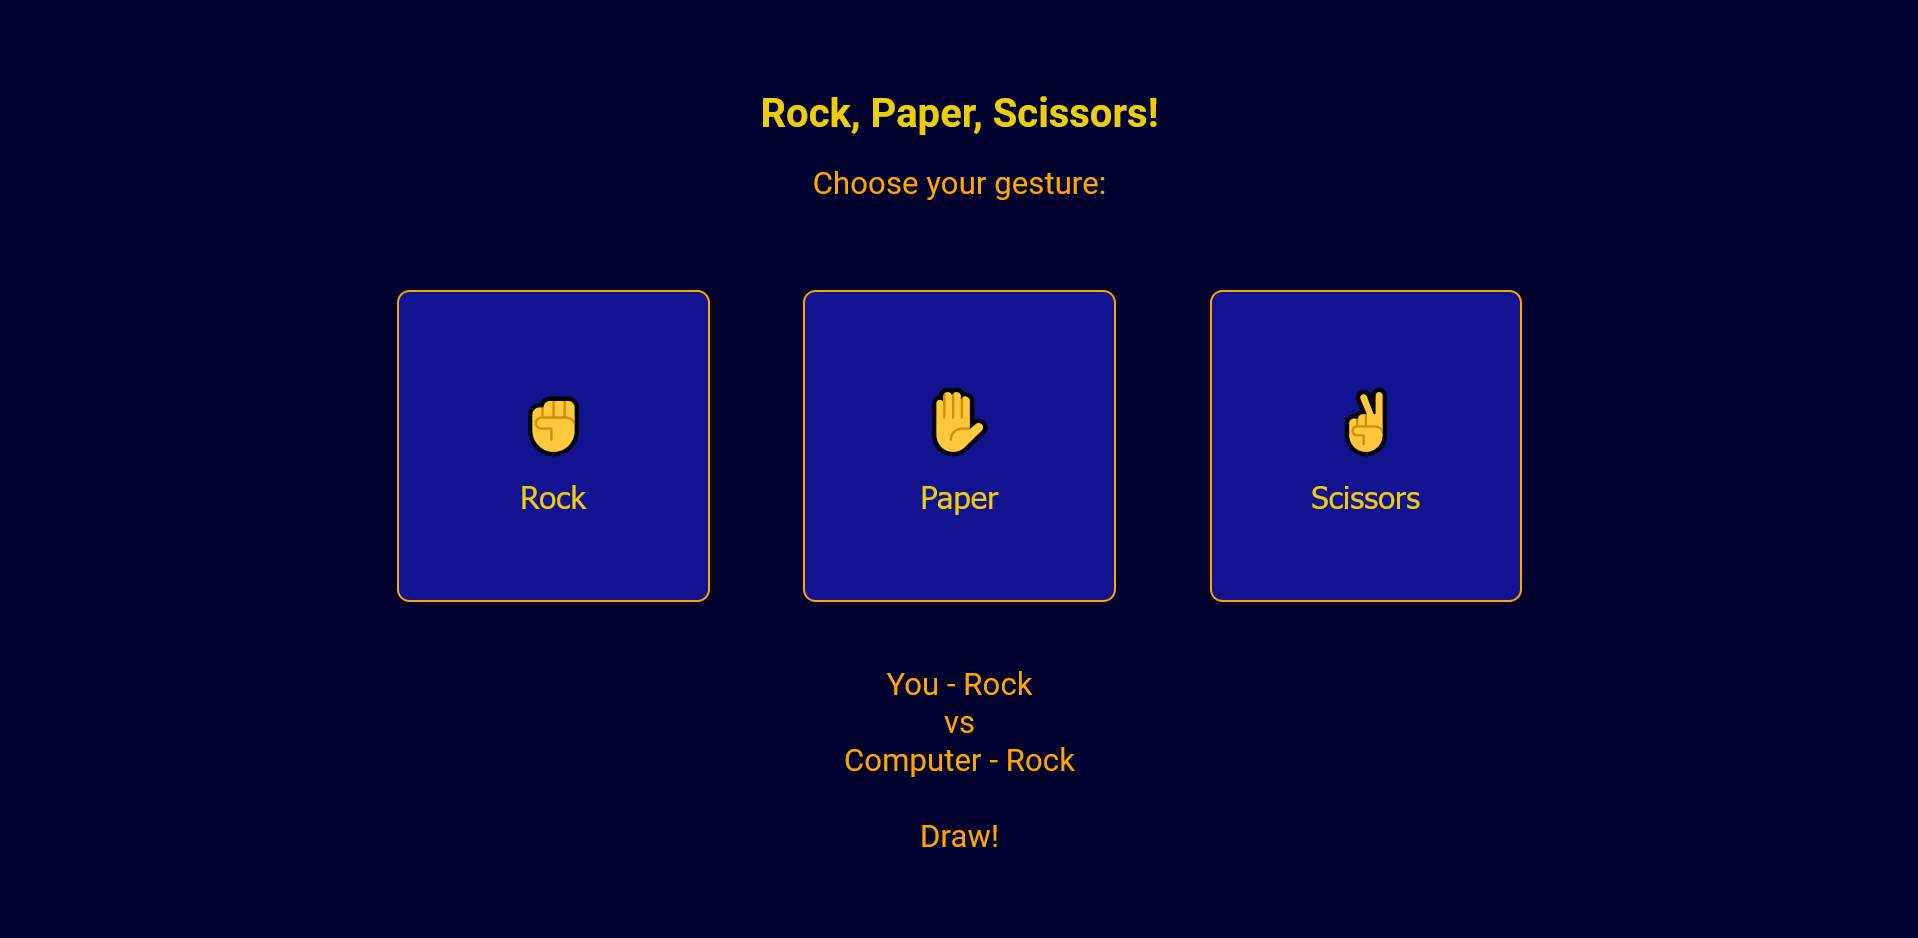 Rock, Paper, Scissors!
Choose your gesture:
Rock
Paper
Scissors
You - Rock
vs
Computer - Rock
Draw!